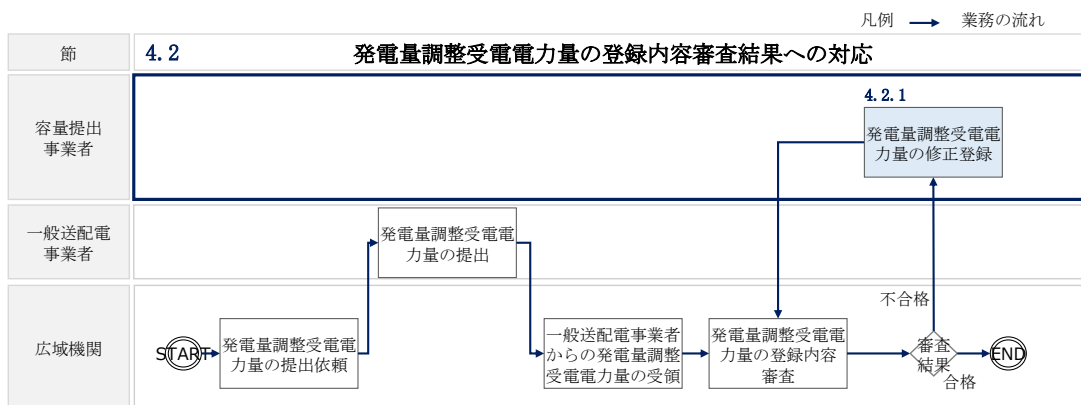 凡例 業務の流れ
節
4.2 発電量調整受電電力量の登録内容審査結果への対応
容量提出
事業者
4.2.1
発電量調整受電電
力量の修正登録
一般送配電
事業者
発電量調整受電電
力量の提出
広域機関
START
発電量調整受電電
力量の提出依頼
一般送配電事業者
からの発電量調整
受電電力量の受領
発電量調整受電電
力量の登録内容
審査
不合格
審査
結果
合格
END